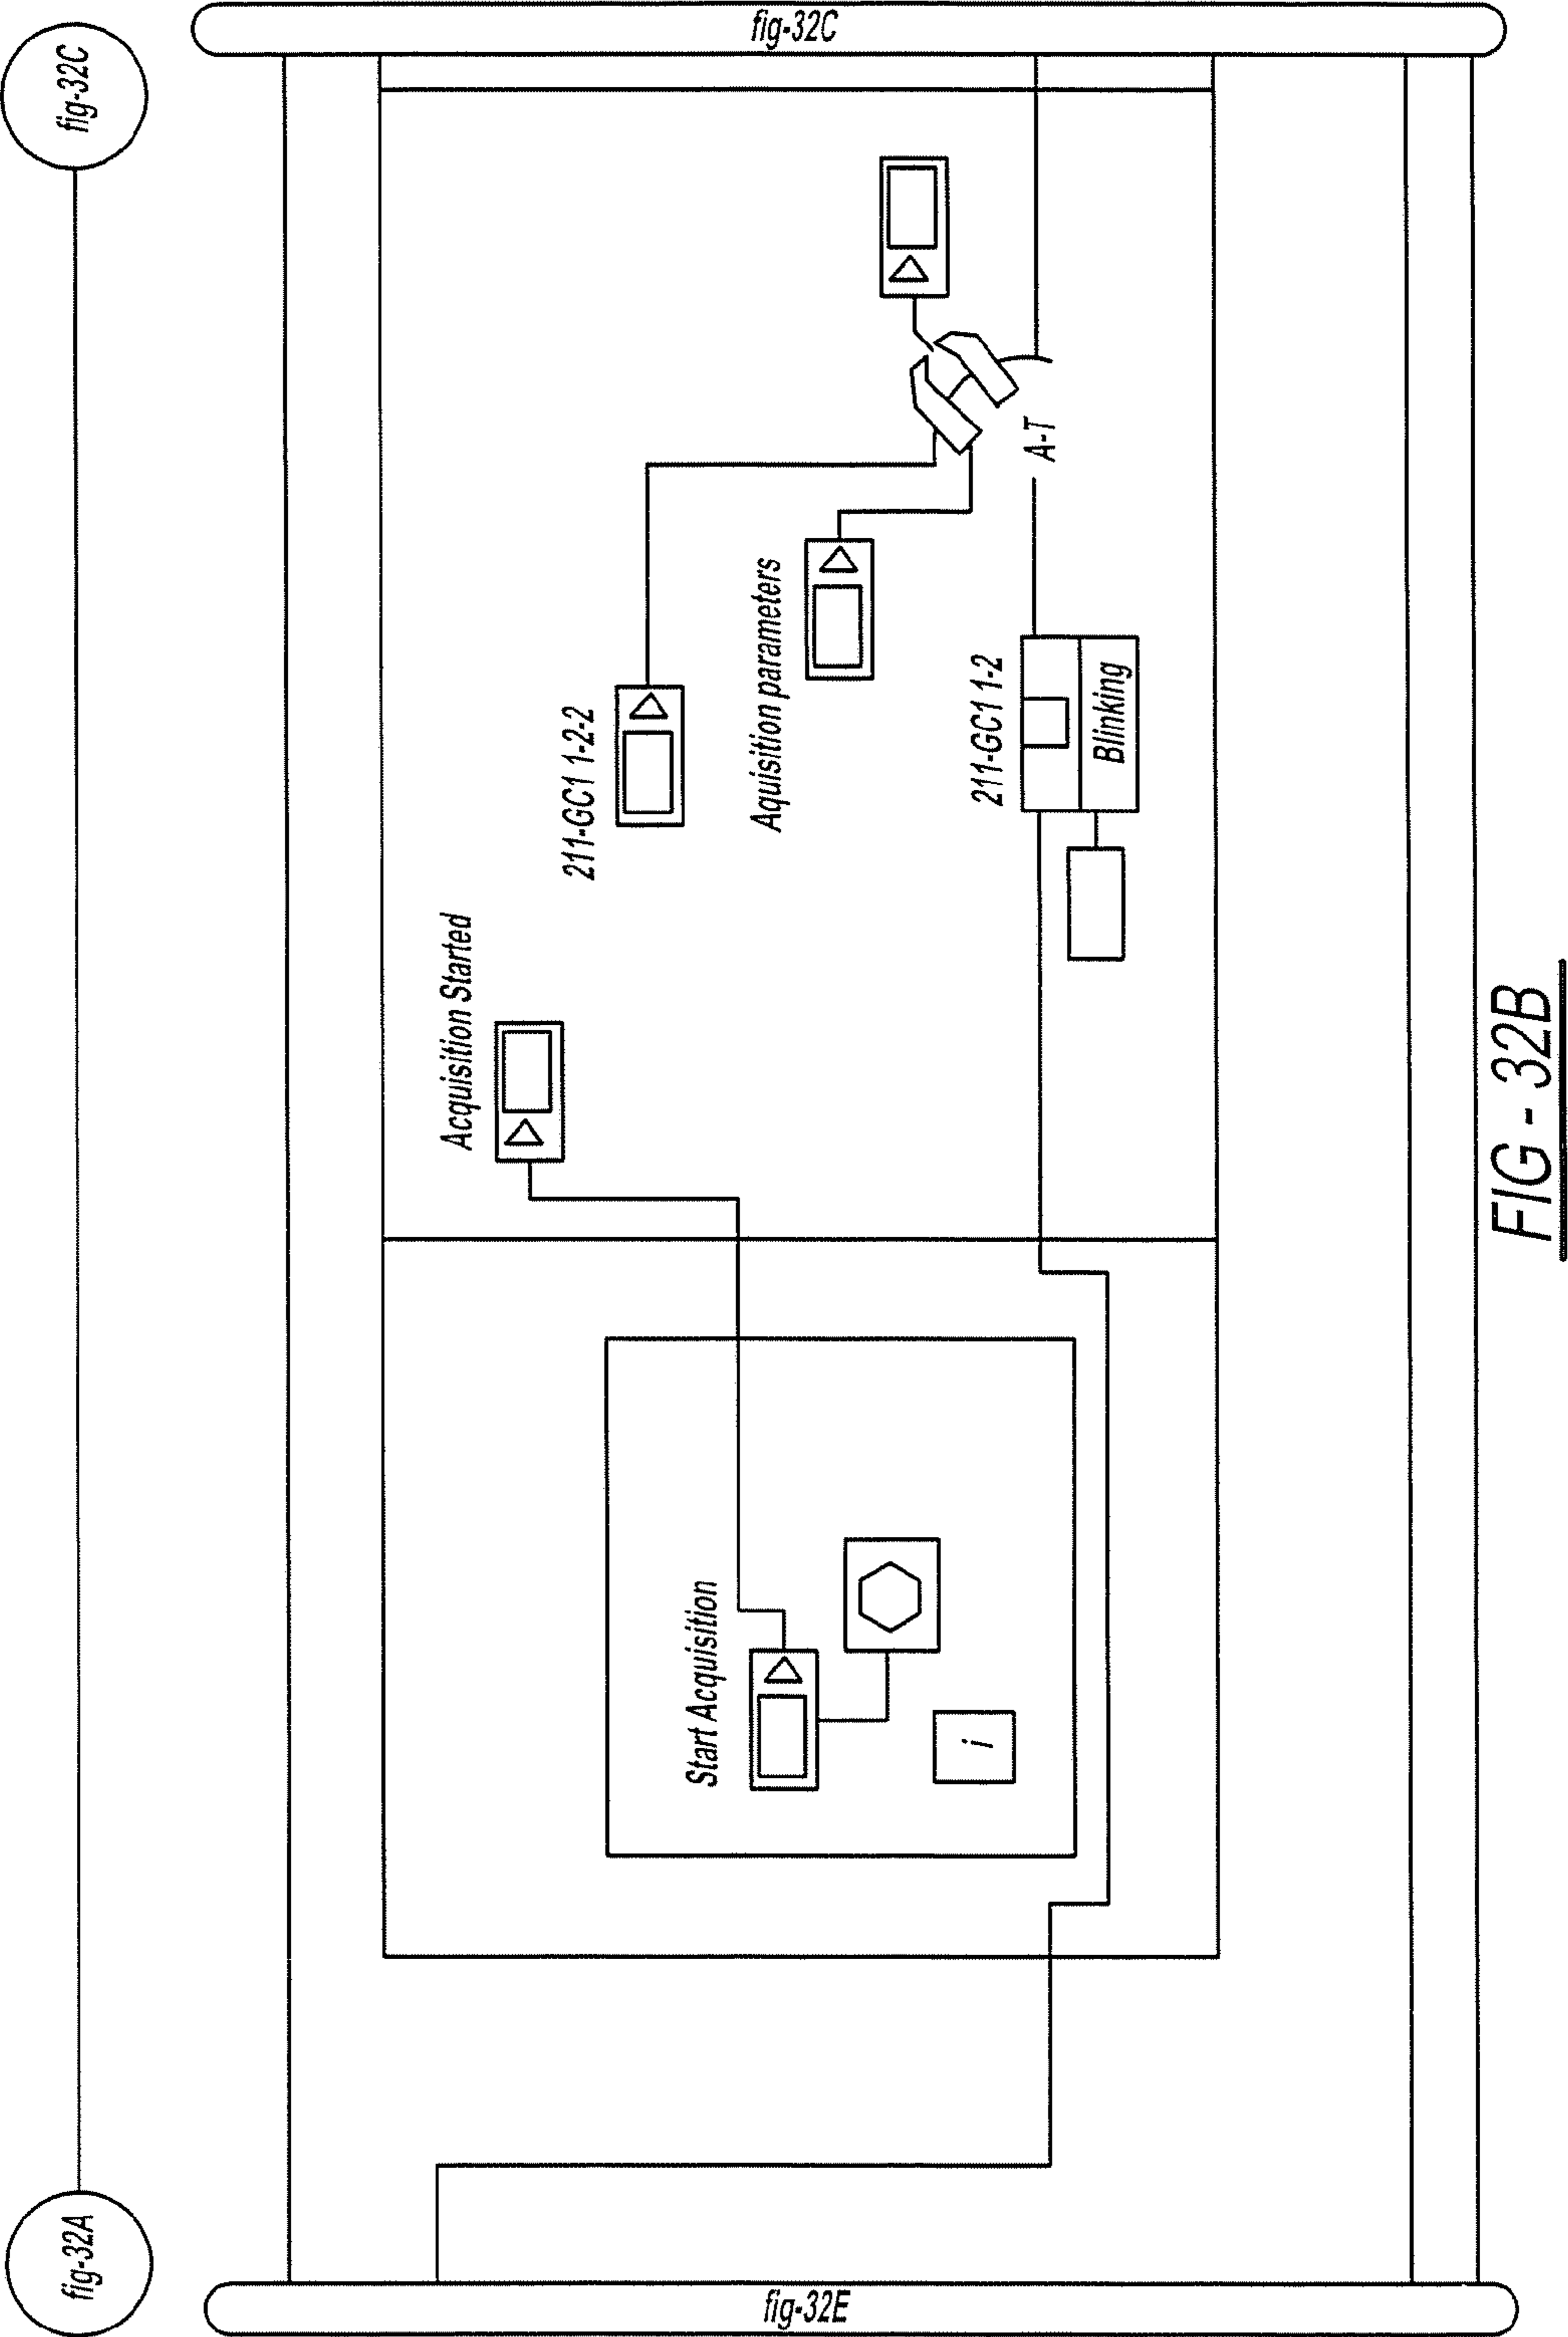 fig-32A
fig-32C
fig-32E
fig-32C
Acquisition Started
211-GC1 1-2-2
Start Acquisition
Aquisition parameters
i
211-GC1 1-2
Blinking
A-T
FIG - 32B